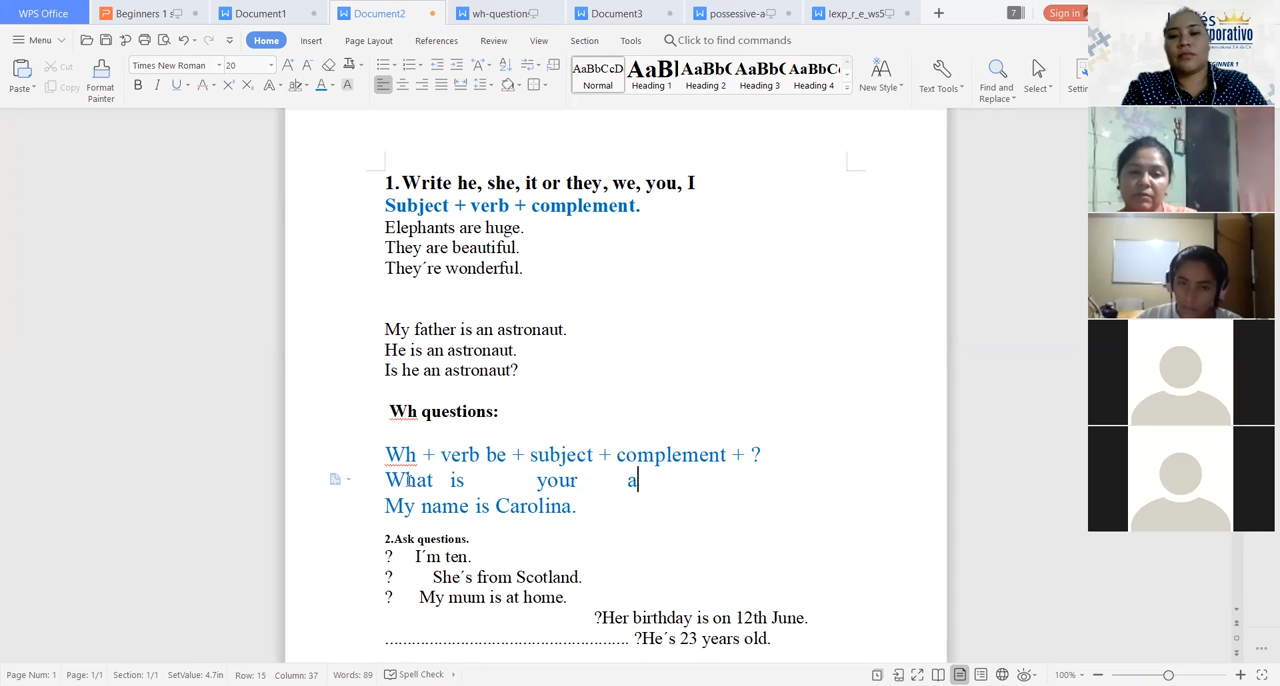 WPS Office
Beginners 1 s
Document1
Document2
wh-question
Document3
possessive-a
lexp_r_e_ws5
7
Sign in
Menu
Home
Insert
Page Layout
References
Review
View
Section
Tools
Click to find commands
Paste
Cut
Copy
Format Painter
Times New Roman
20
AaBbCcD
Normal
AaBl
Heading 1
AaBb(
Heading 2
AaBb(
Heading 3
AaBbC
Heading 4
New Style
Text Tools
Find and Replace
Select
1. Write he, she, it or they, we, you, I
Subject + verb + complement.
Elephants are huge.
They are beautiful.
They´re wonderful.
My father is an astronaut.
He is an astronaut.
Is he an astronaut?
Wh questions:
Wh + verb be + subject + complement + ?
What is your a
My name is Carolina.
2.Ask questions.
? I´m ten.
? She´s from Scotland.
? My mum is at home.
?Her birthday is on 12th June.
....................................................... ?He´s 23 years old.
Page Num: 1
Page: 1/1
Section: 1/1
SetValue: 4.7in
Row: 15
Column: 37
Words: 89
Spell Check
100%